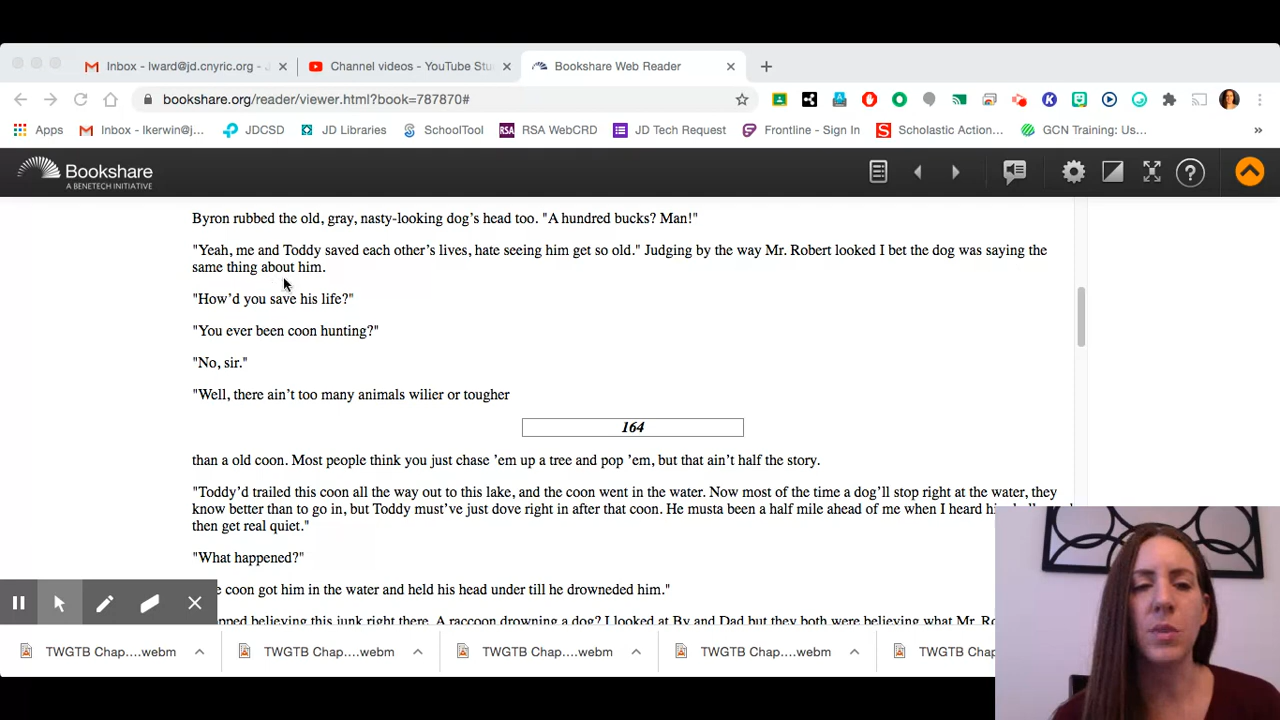 Inbox - lward@jd.cnyric.org -
Channel videos - YouTube Stu
Bookshare Web Reader
bookshare.org/reader/viewer.html?book=787870#
Apps
Inbox - lkerwin@j...
JDCSD
JD Libraries
SchoolTool
RSA WebCRD
JD Tech Request
Frontline - Sign In
Scholastic Action...
GCN Training: Us...
»
Bookshare
A BENETECH INITIATIVE
Byron rubbed the old, gray, nasty-looking dog's head too. "A hundred bucks? Man!"
"Yeah, me and Toddy saved each other's lives, hate seeing him get so old." Judging by the way Mr. Robert looked I bet the dog was saying the
same thing about him.
"How'd you save his life?"
"You ever been coon hunting?"
"No, sir."
"Well, there ain't too many animals wilier or tougher
164
than a old coon. Most people think you just chase 'em up a tree and pop 'em, but that ain't half the story.
"Toddy'd trailed this coon all the way out to this lake, and the coon went in the water. Now most of the time a dog'll stop right at the water, they
know better than to go in, but Toddy must've just dove right in after that coon. He musta been a half mile ahead of me when I heard
then get real quiet."
"What happened?"
coon got him in the water and held his head under till he drowneded him."
believing this junk right there. A raccoon drowning a dog? I looked at By and Dad but they both were believing what Mr.
TWGTB Chap....webm
TWGTB Chap....webm
TWGTB Chap....webm
TWGTB Chap....webm
TWGTB Chap